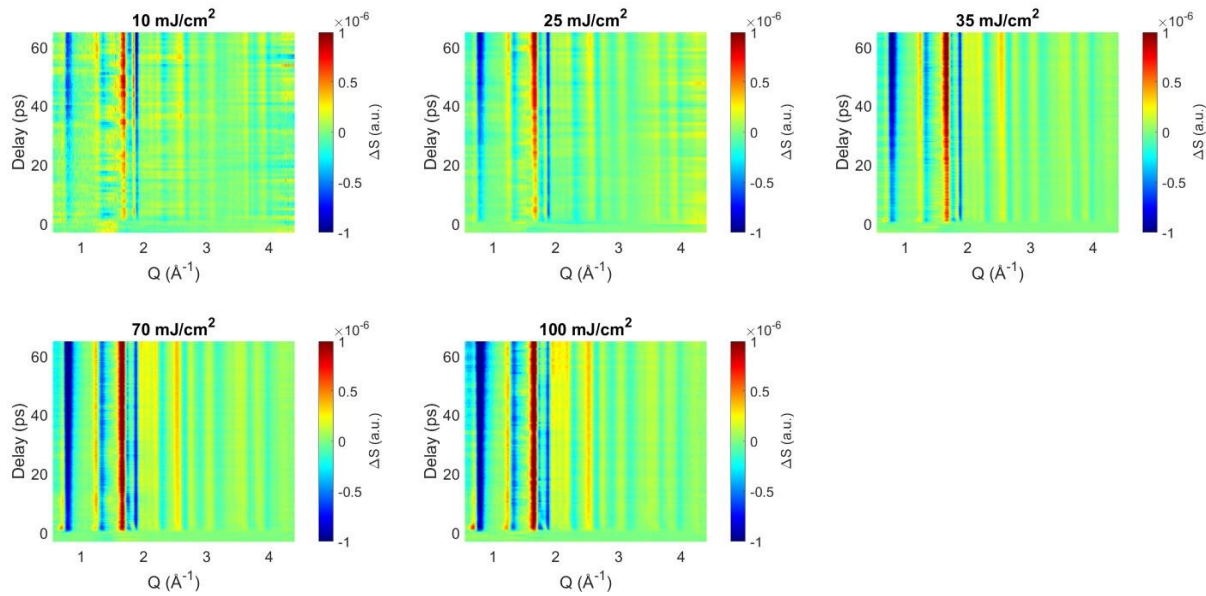 10 mJ/cm²
25 mJ/cm²
35 mJ/cm²
×10⁻⁶
×10⁻⁶
×10⁻⁶
60
40
20
0
Delay (ps)
1
0.5
0
-0.5
-1
ΔS (a.u.)
60
40
20
0
Delay (ps)
1
0.5
0
-0.5
-1
ΔS (a.u.)
60
40
20
0
Delay (ps)
1
0.5
0
-0.5
-1
ΔS (a.u.)
1 2 3 4
1 2 3 4
1 2 3 4
Q (Å⁻¹)
Q (Å⁻¹)
Q (Å⁻¹)
70 mJ/cm²
100 mJ/cm²
×10⁻⁶
×10⁻⁶
60
40
20
0
Delay (ps)
1
0.5
0
-0.5
-1
ΔS (a.u.)
60
40
20
0
Delay (ps)
1
0.5
0
-0.5
-1
ΔS (a.u.)
1 2 3 4
1 2 3 4
Q (Å⁻¹)
Q (Å⁻¹)